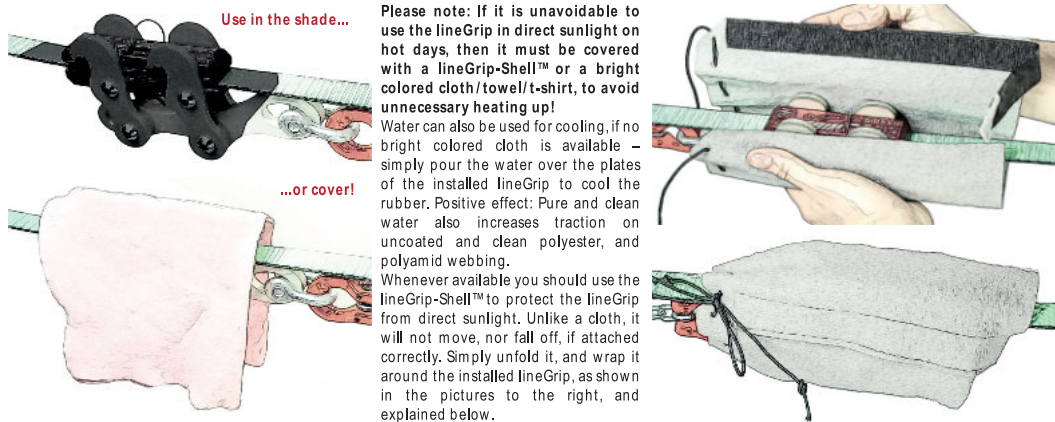 Use in the shade...
...or cover!
Please note: If it is unavoidable to
use the lineGrip in direct sunlight on
hot days, then it must be covered
with a lineGrip-Shell™ or a bright
colored cloth/towel/t-shirt, to avoid
unnecessary heating up!
Water can also be used for cooling, if no
bright colored cloth is available –
simply pour the water over the plates
of the installed lineGrip to cool the
rubber. Positive effect: Pure and clean
water also increases traction on
uncoated and clean polyester, and
polyamid webbing.
Whenever available you should use the
lineGrip-Shell™ to protect the lineGrip
from direct sunlight. Unlike a cloth, it
will not move, nor fall off, if attached
correctly. Simply unfold it, and wrap it
around the installed lineGrip, as shown
in the pictures to the right, and
explained below.